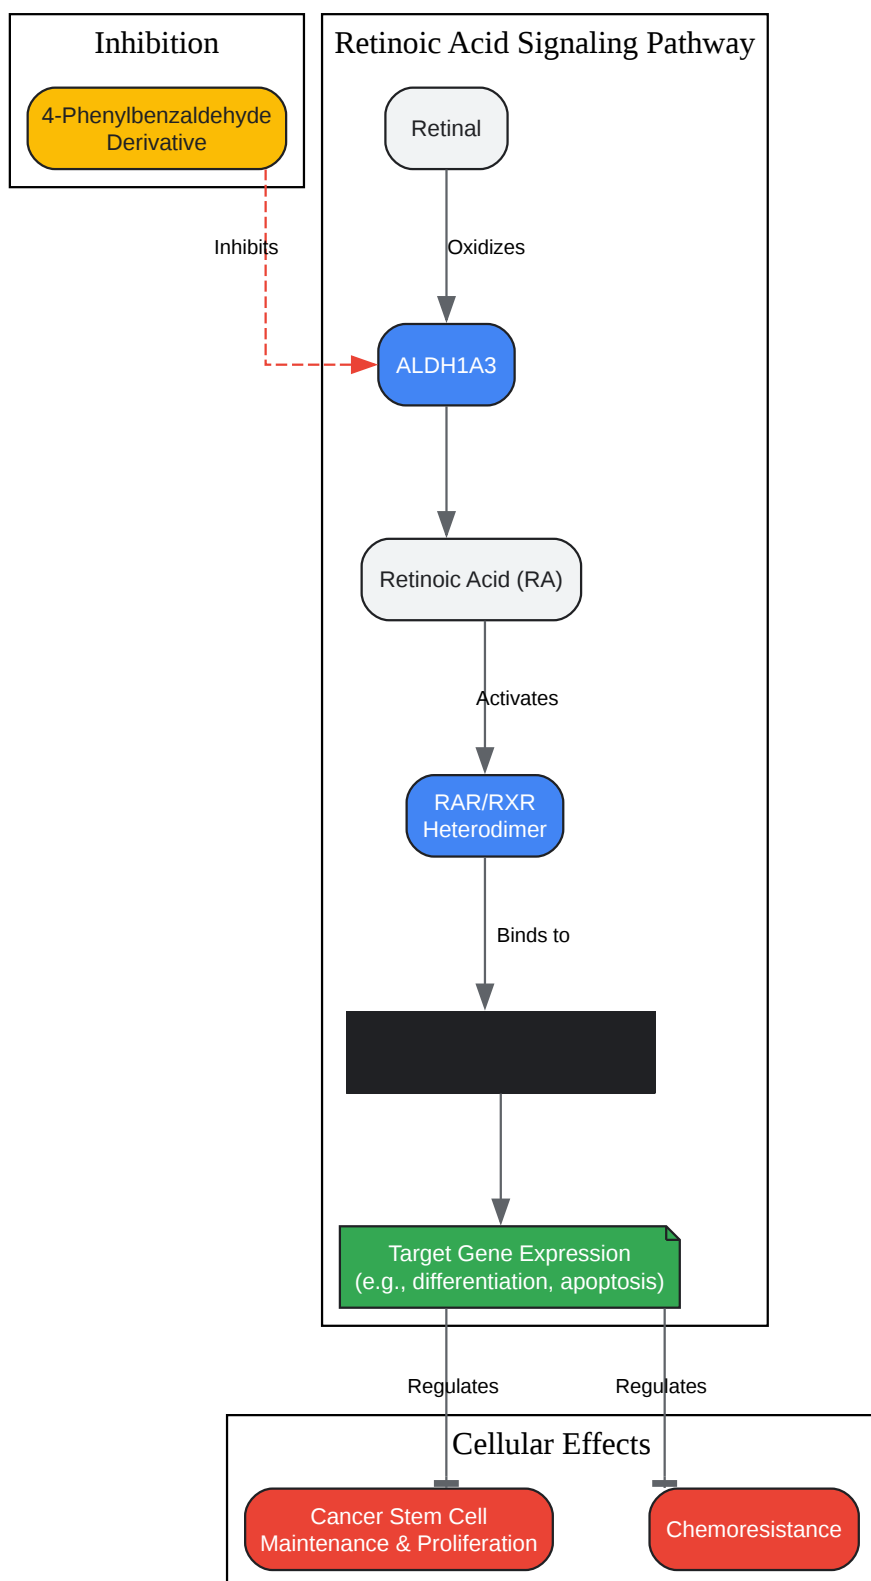 Inhibition
4-Phenylbenzaldehyde
Derivative
Inhibits
Retinoic Acid Signaling Pathway
Retinal
Oxidizes
ALDH1A3
Retinoic Acid (RA)
Activates
RAR/RXR
Heterodimer
Binds to
Target Gene Expression
(e.g., differentiation, apoptosis)
Regulates
Regulates
Cellular Effects
Cancer Stem Cell
Maintenance & Proliferation
Chemoresistance